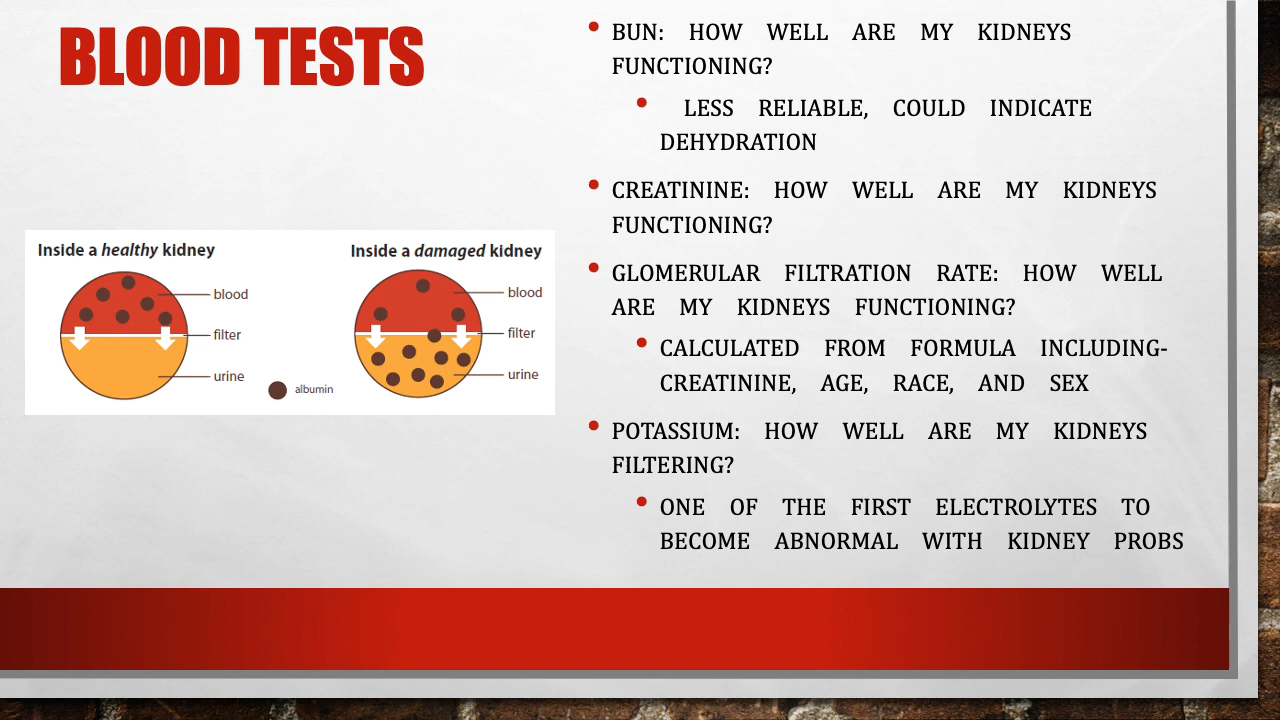 BLOOD TESTS
Inside a healthy kidney
blood
filter
urine
albumin
Inside a damaged kidney
blood
filter
urine
• BUN: HOW WELL ARE MY KIDNEYS
FUNCTIONING?
• LESS RELIABLE, COULD INDICATE
DEHYDRATION
• CREATININE: HOW WELL ARE MY KIDNEYS
FUNCTIONING?
• GLOMERULAR FILTRATION RATE: HOW WELL
ARE MY KIDNEYS FUNCTIONING?
• CALCULATED FROM FORMULA INCLUDING-
CREATININE, AGE, RACE, AND SEX
• POTASSIUM: HOW WELL ARE MY KIDNEYS
FILTERING?
• ONE OF THE FIRST ELECTROLYTES TO
BECOME ABNORMAL WITH KIDNEY PROBS